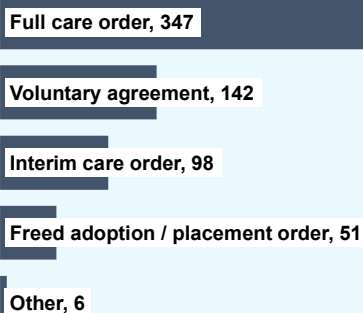 Full care order, 347
Voluntary agreement, 142
Interim care order, 98
Freed adoption / placement order, 51
Other, 6